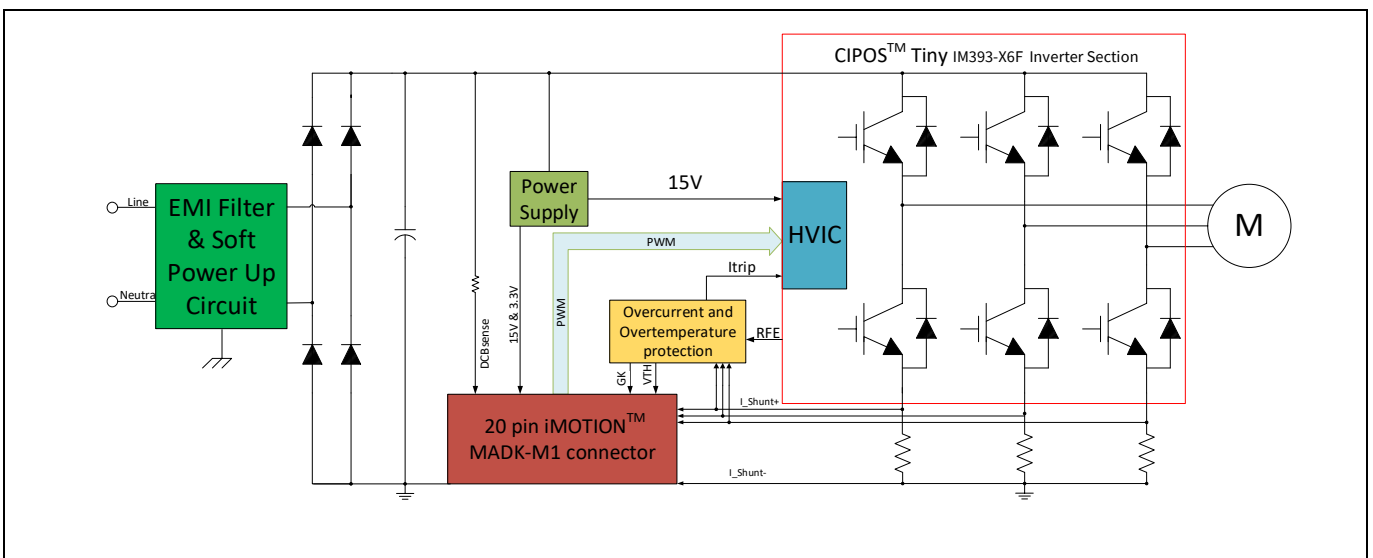 CIPOS™ Tiny IM393-X6F Inverter Section
Line
Neutra
EMI Filter
& Soft
Power Up
Circuit
Power
Supply
15V
HVIC
M
PWM
Itrip
DCBsense
15V & 3.3V
PWM
Overcurrent and
Overtemperature
protection
RFE
GK
VTH
I_Shunt+
20 pin iMOTION™
MADK-M1 connector
I_Shunt-